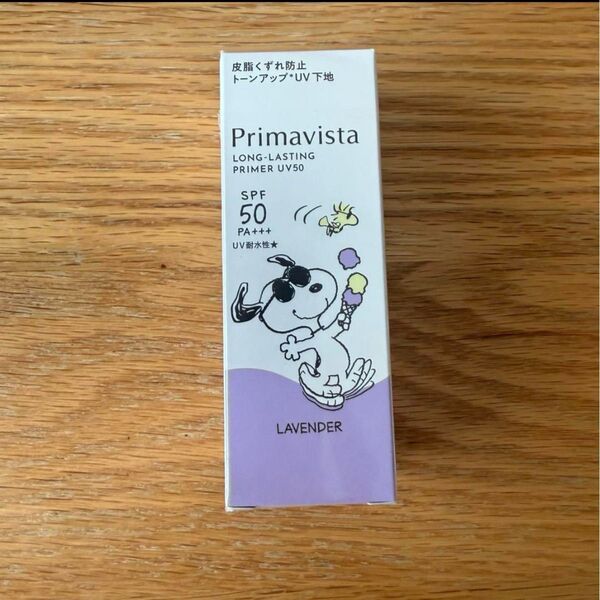 皮脂くずれ防止
トーンアップ*UV下地
Primavista
LONG-LASTING
PRIMER UV50
SPF
50
PA+++
UV耐水性★
LAVENDER